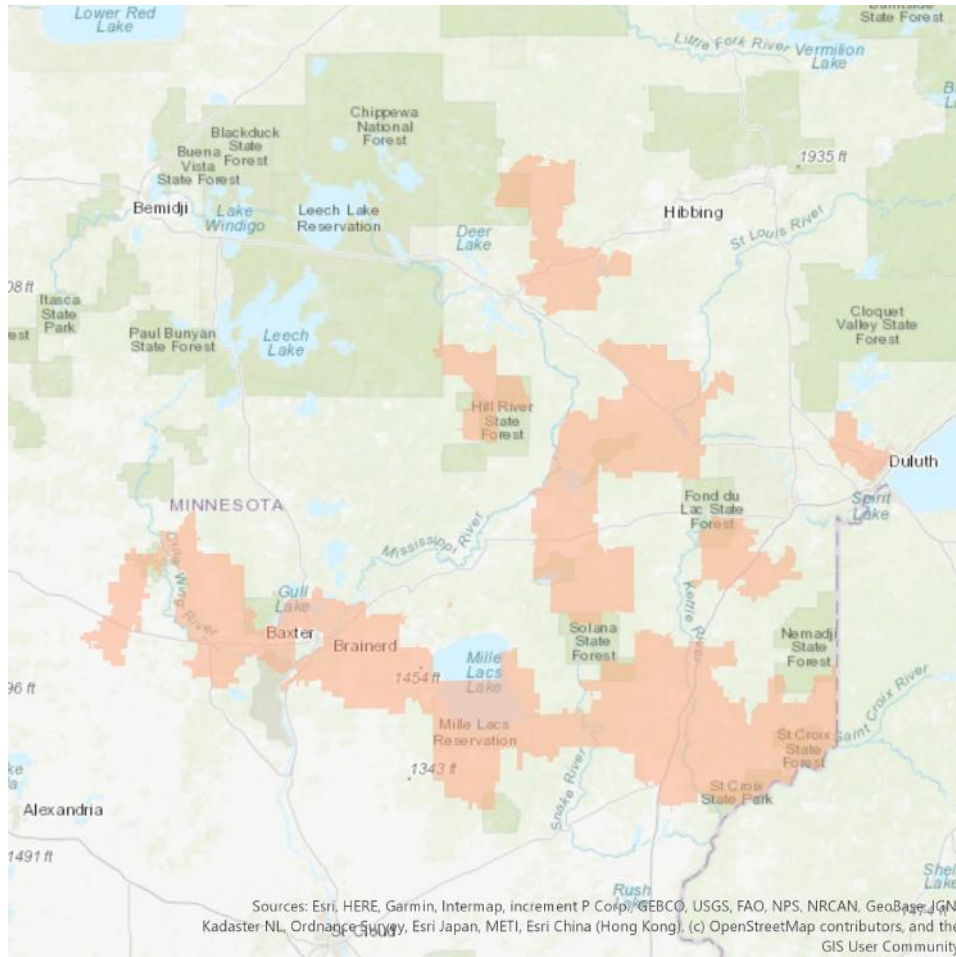 Lower Red
Lake
State Forest
Little Fork River
Vermilion
Lake
Chippewa
National
Forest
Blackduck
State
Forest
Buena
Vista
State Forest
1935 ft
Bemidji
Lake
Windigo
Leech Lake
Reservation
Deer
Lake
Hibbing
St Louis River
08 ft
Itasca
State
Park
est
Paul Bunyan
State Forest
Leech
Lake
Cloquet
Valley State
Forest
Hill River
State
Forest
Duluth
Spirit
Lake
MINNESOTA
Fond du
Lac State
Forest
Mississippi River
Crow Wing River
Gull
Lake
Kettle River
Baxter
Brainerd
Solana
State
Forest
Nemadji
State
Forest
Mille
Lacs
Lake
1454 ft
96 ft
Saint Croix River
Mille Lacs
Reservation
St Croix
State
Forest
1343 ft
St Croix
State Park
Snake River
Alexandria
1491 ft
Rush
St Cloud
Sources: Esri, HERE, Garmin, Intermap, increment P Corp., GEBCO, USGS, FAO, NPS, NRCAN, GeoBase, IGN,
Kadaster NL, Ordnance Survey, Esri Japan, METI, Esri China (Hong Kong), (c) OpenStreetMap contributors, and the
GIS User Community